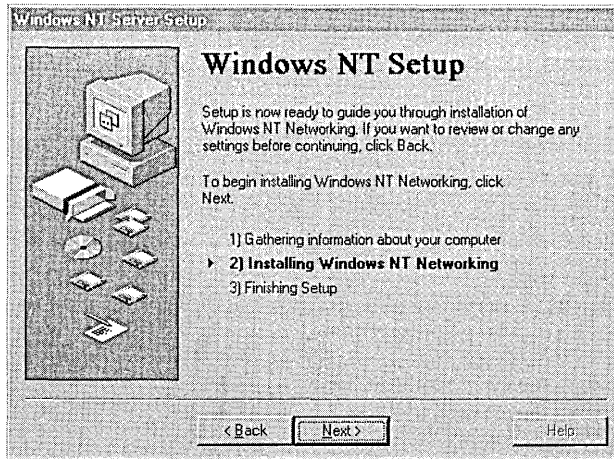 Windows NT Server Setup
Windows NT Setup
Setup is now ready to guide you through installation of
Windows NT Networking. If you want to review or change any
settings before continuing, click Back.
To begin installing Windows NT Networking, click
Next.
1) Gathering information about your computer
2) Installing Windows NT Networking
3) Finishing Setup
< Back
Next >
Help